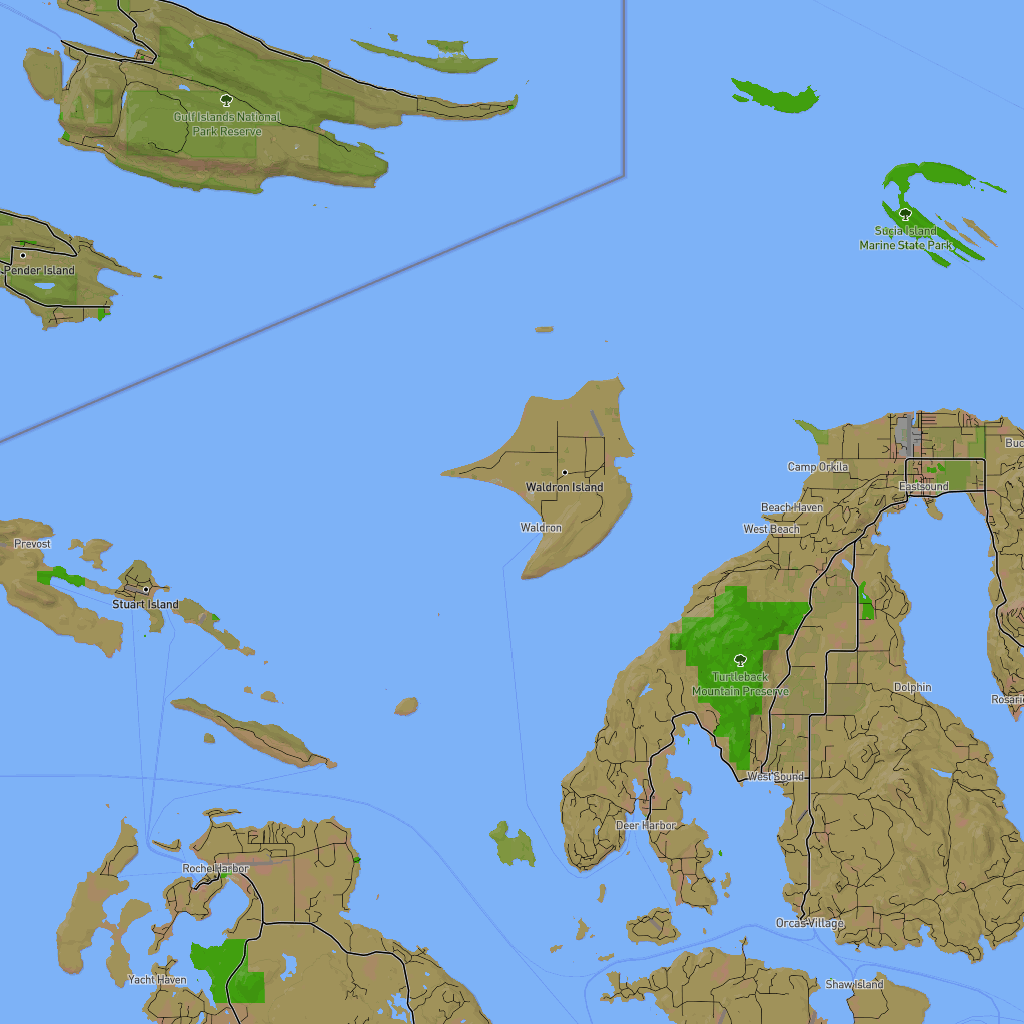 Gulf Islands National
Park Reserve
Sucia Island
Marine State Park
Pender Island
Buc
Camp Orkila
Eastsound
Waldron Island
Beach Haven
Waldron
West Beach
Prevost
Stuart Island
Turtleback
Mountain Preserve
Dolphin
Rosario
West Sound
Deer Harbor
Roche Harbor
Orcas Village
Yacht Haven
Shaw Island